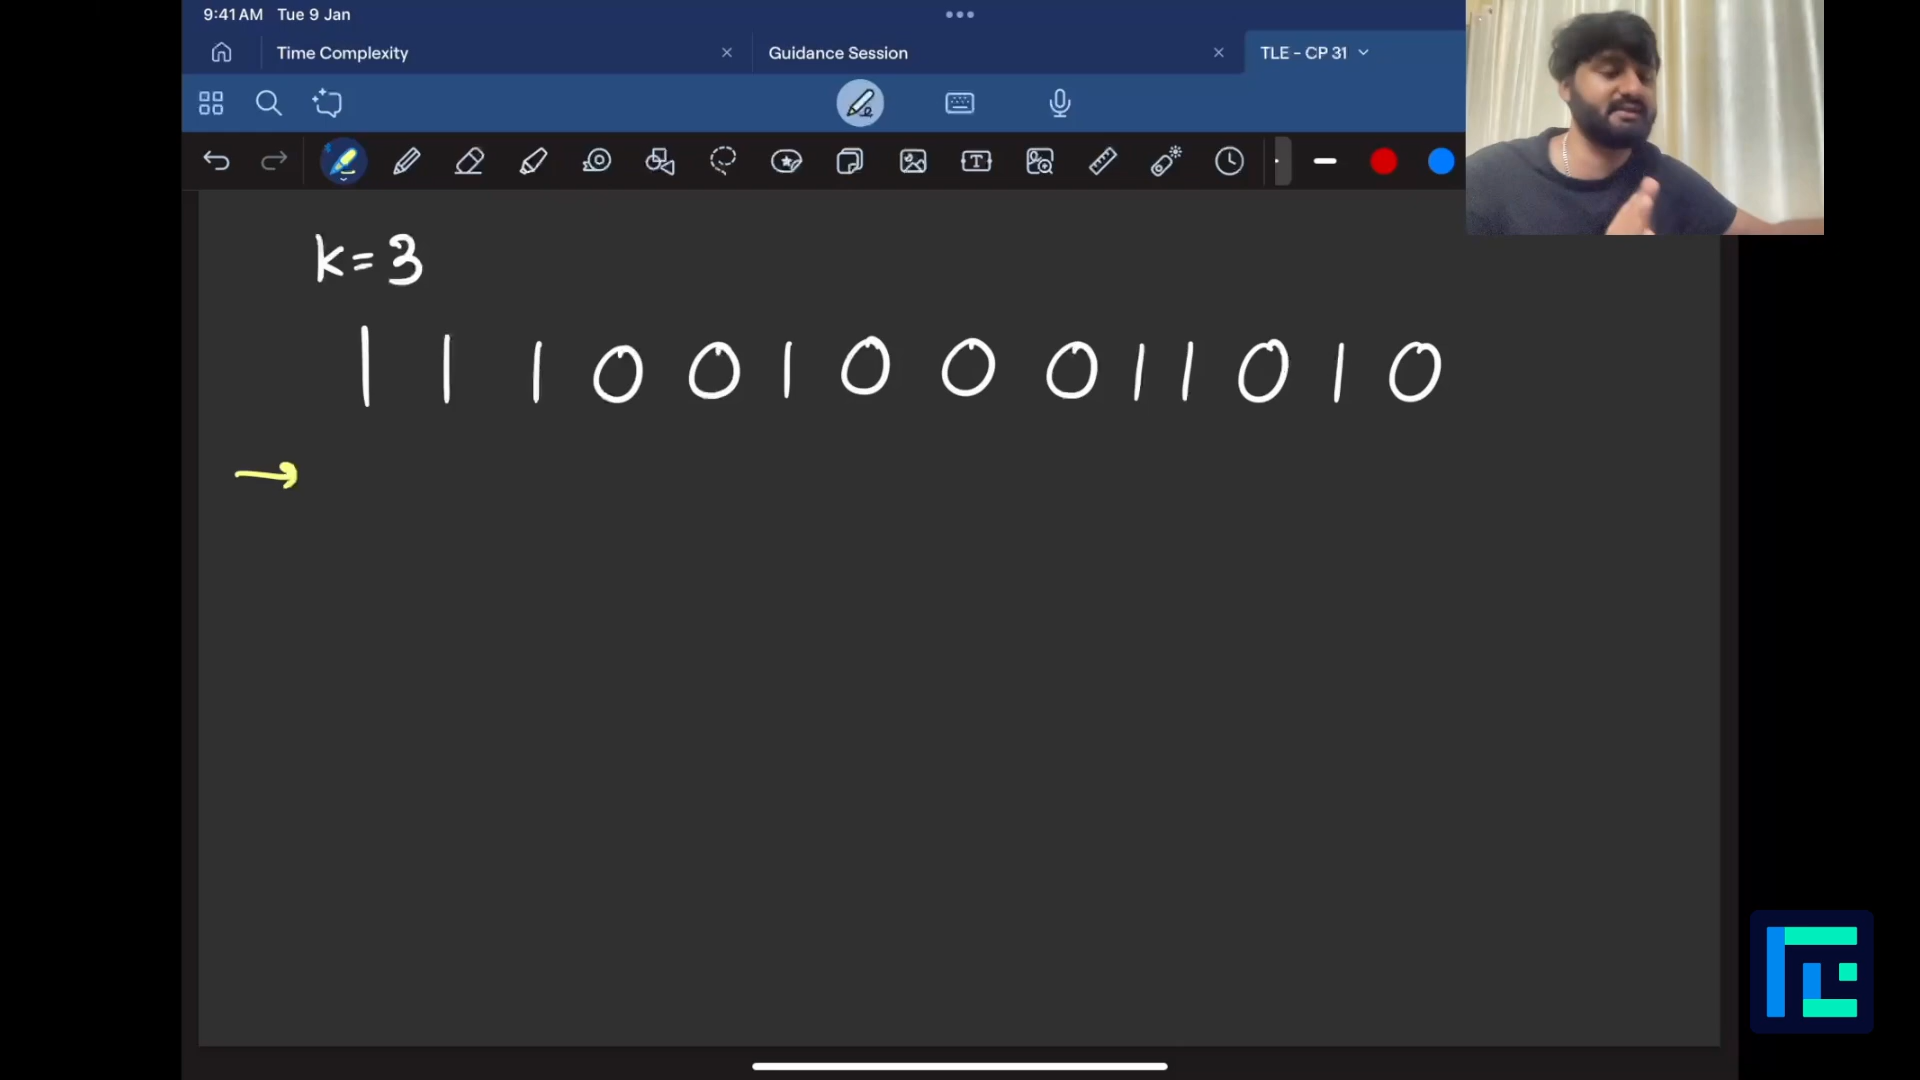 9:41 AM Tue 9 Jan
Time Complexity Guidance Session TLE - CP 31
k=3
1 1 1 0 0 1 0 0 0 1 1 0 1 0